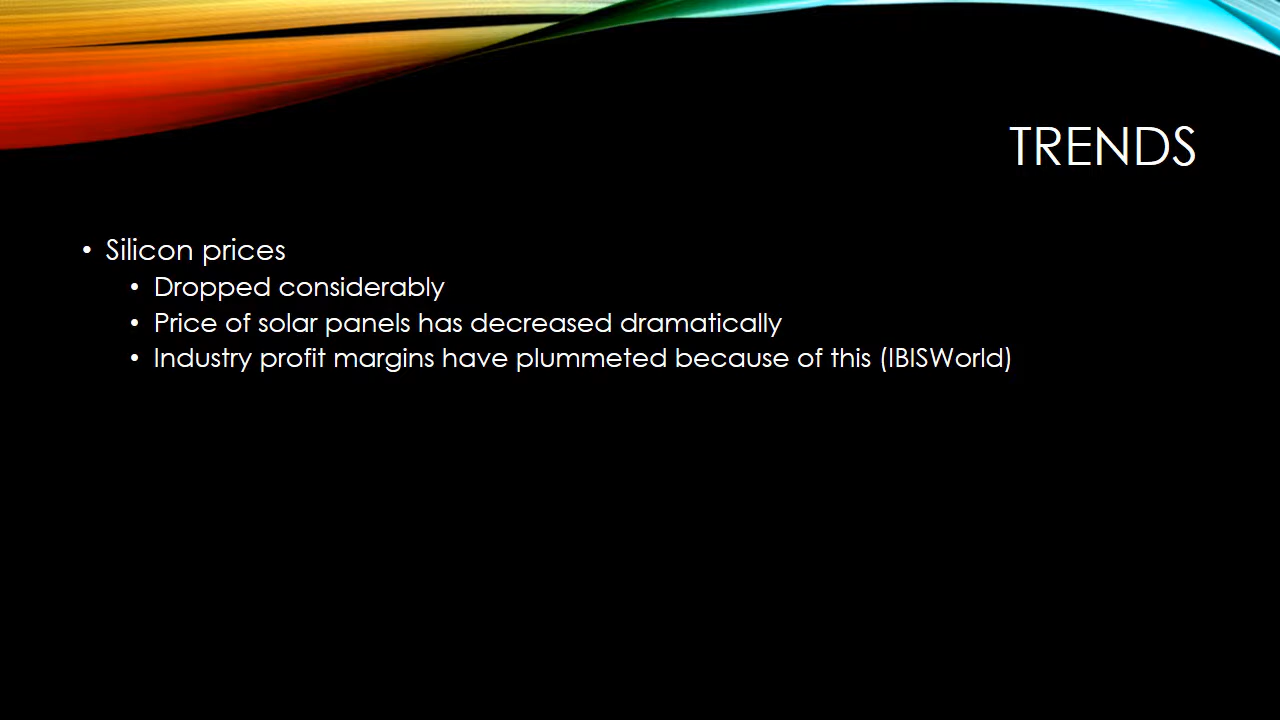 TRENDS
• Silicon prices
• Dropped considerably
• Price of solar panels has decreased dramatically
• Industry profit margins have plummeted because of this (IBISWorld)